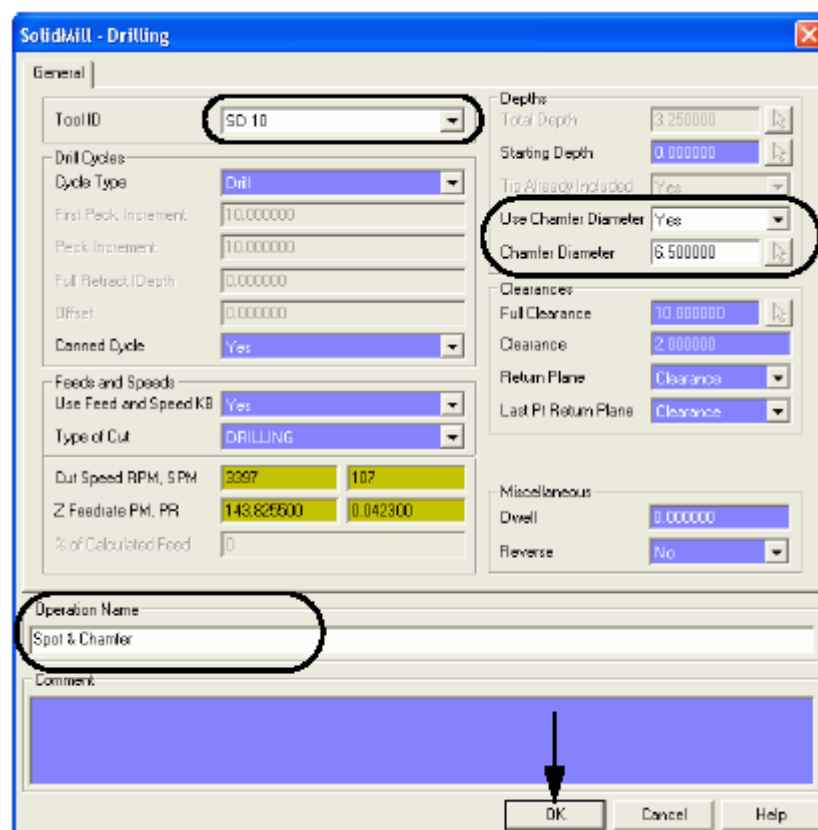 SolidMill - Drilling
General
Tool ID
SD 10
Drill Cycles
Cycle Type
Drill
First Peck Increment
10.000000
Peck Increment
10.000000
Full Retract IDepth
0.000000
Offset
0.000000
Canned Cycle
Yes
Feeds and Speeds
Use Feed and Speed KB
Yes
Type of Cut
DRILLING
Cut Speed RPM, SPM
3397
107
Z Feedrate PM, PR
143.825500
0.042300
% of Calculated Feed
0
Depths
Total Depth
3.250000
Starting Depth
0.000000
Tip Already Included
Yes
Use Chamfer Diameter
Yes
Chamfer Diameter
6.500000
Clearances
Full Clearance
10.000000
Clearance
2.000000
Return Plane
Clearance
Last Pt Return Plane
Clearance
Miscellaneous
Dwell
0.000000
Reverse
No
Operation Name
Spot & Chamfer
Comment
OK
Cancel
Help